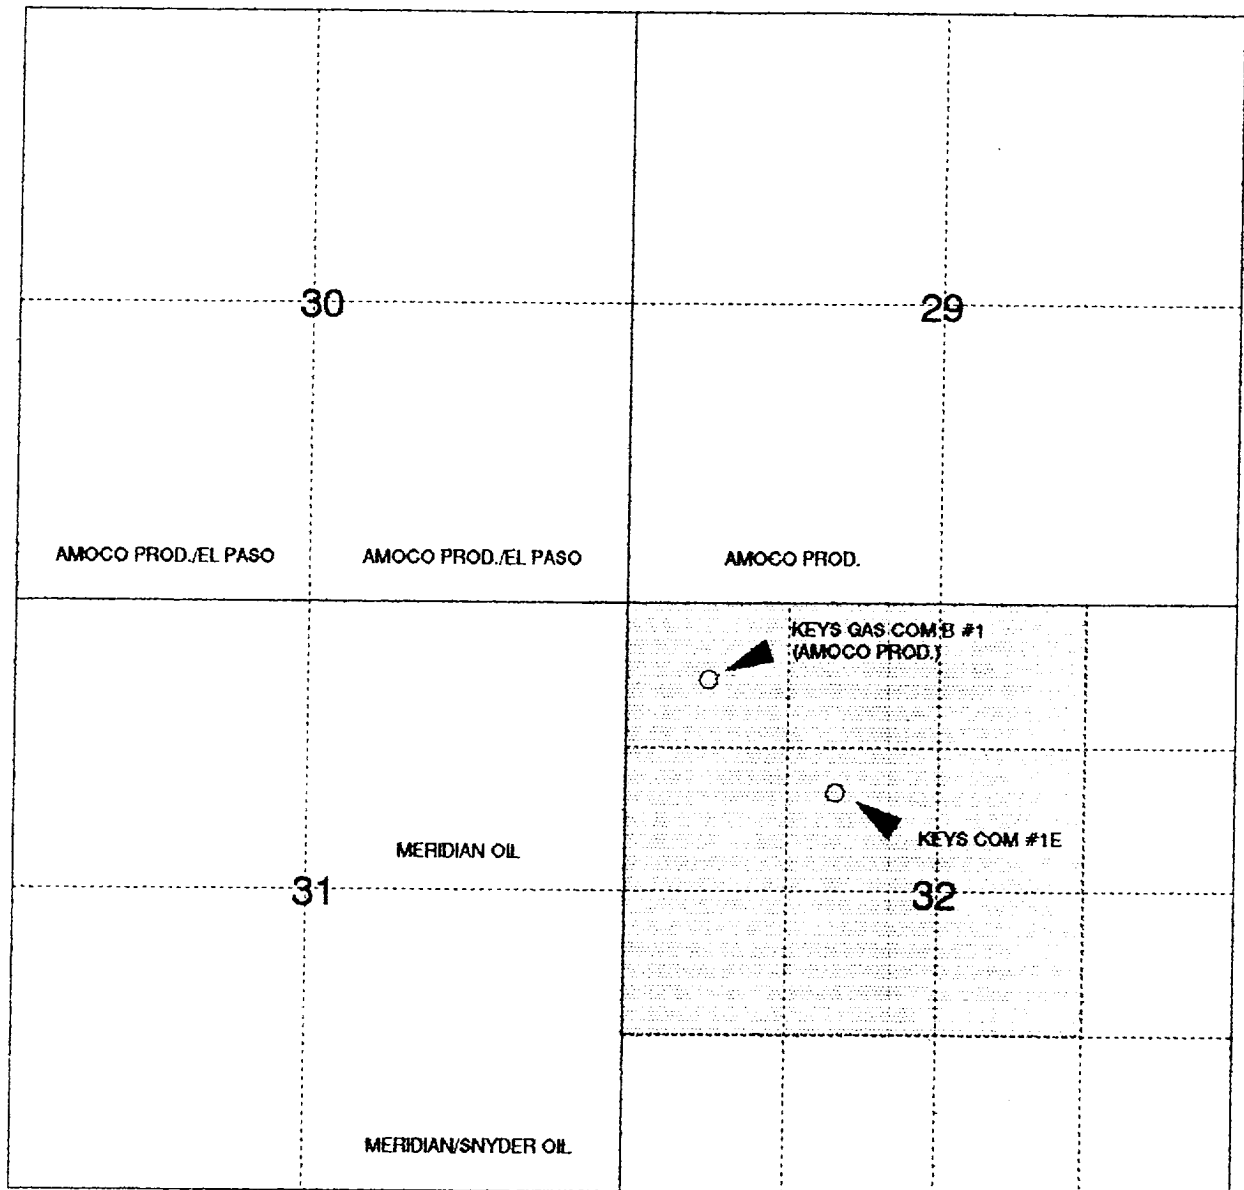 30
29
AMOCO PROD./EL PASO
AMOCO PROD./EL PASO
AMOCO PROD.
KEYS GAS COM B #1
(AMOCO PROD.)
KEYS COM #1E
MERIDIAN OIL
31
32
MERIDIAN/SNYDER OIL